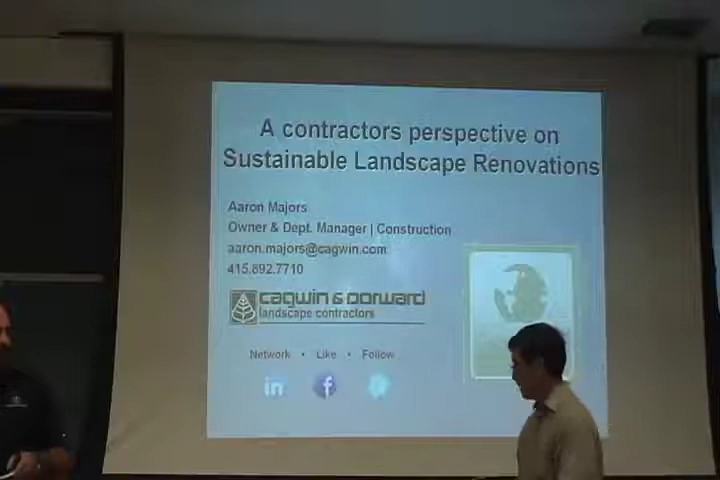 A contractors perspective on
Sustainable Landscape Renovations
Aaron Majors
Owner & Dept. Manager | Construction
aaron.majors@cagwin.com
415.892.7710
cagwin & dorward
landscape contractors
Network • Like • Follow
in f